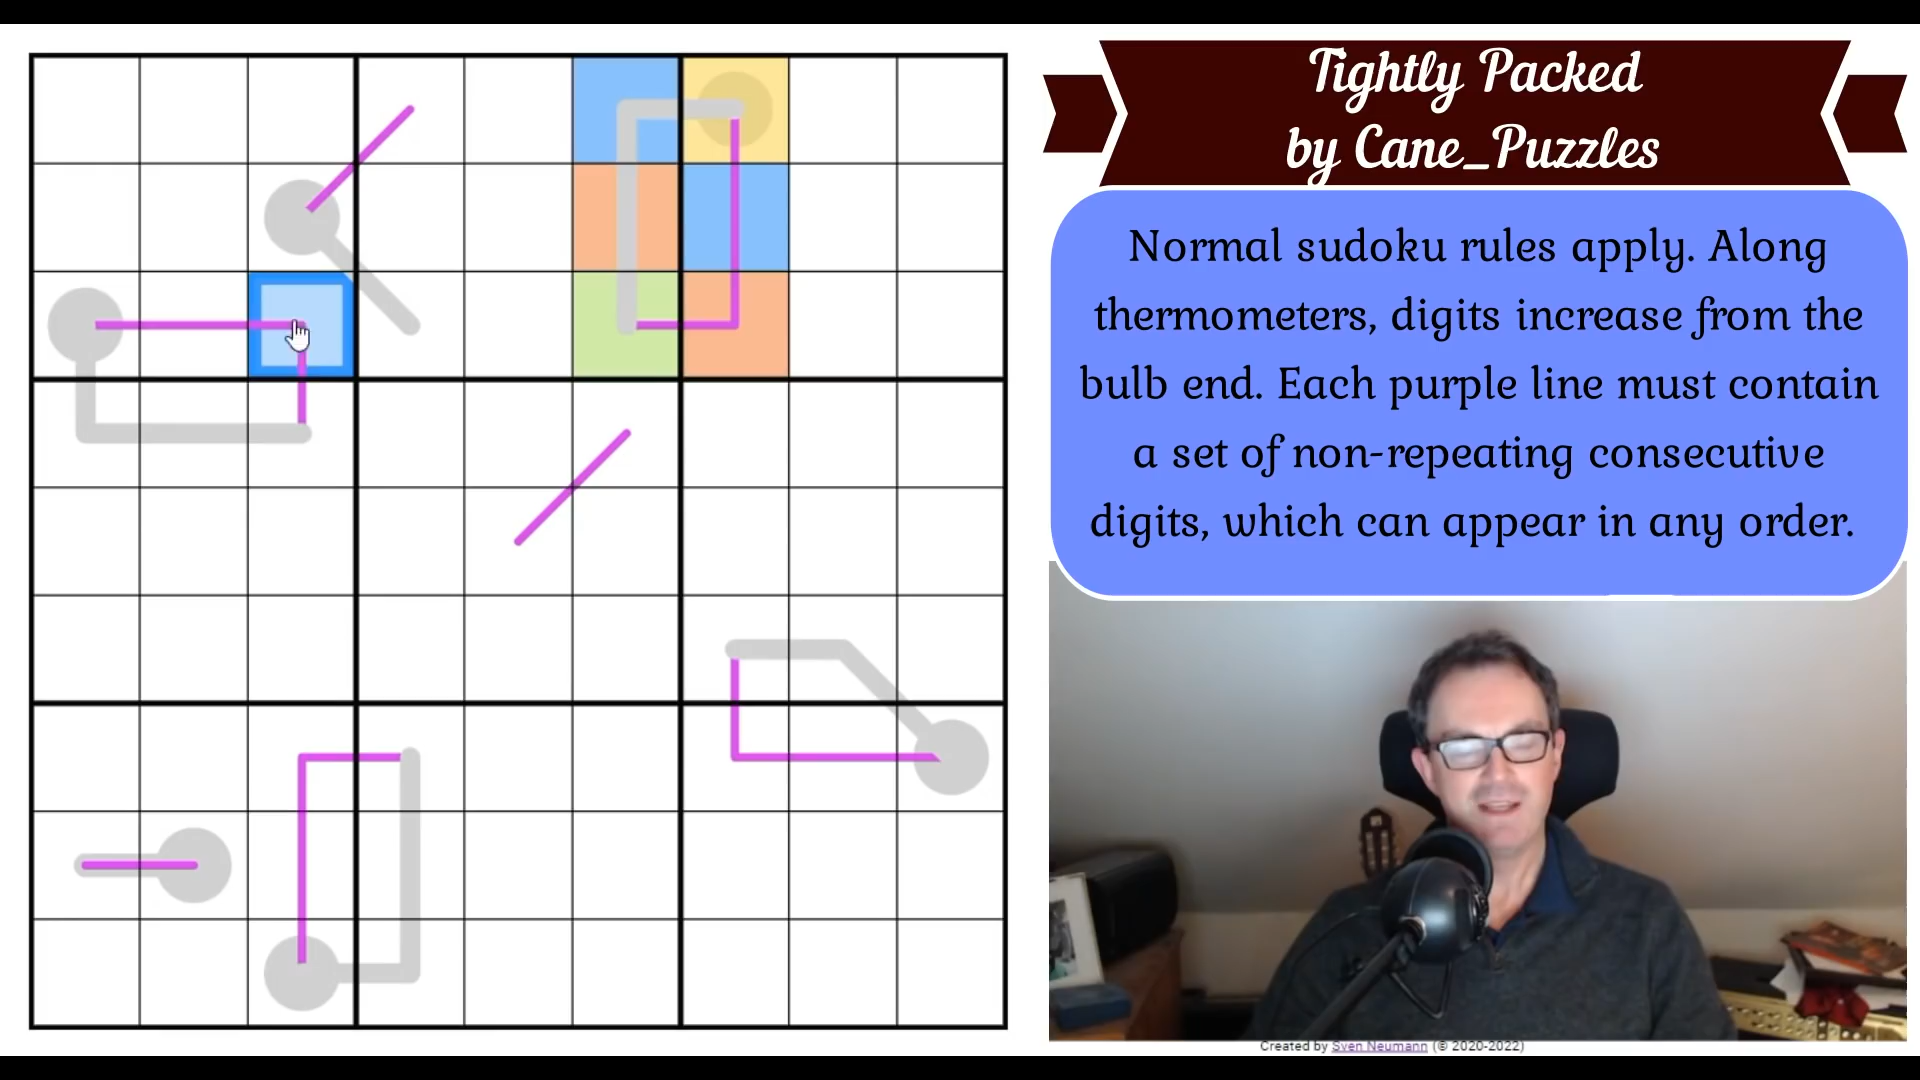 Tightly Packed
by Cane_Puzzles
Normal sudoku rules apply. Along
thermometers, digits increase from the
bulb end. Each purple line must contain
a set of non-repeating consecutive
digits, which can appear in any order.
Created by Sven Neumann (© 2020-2022)